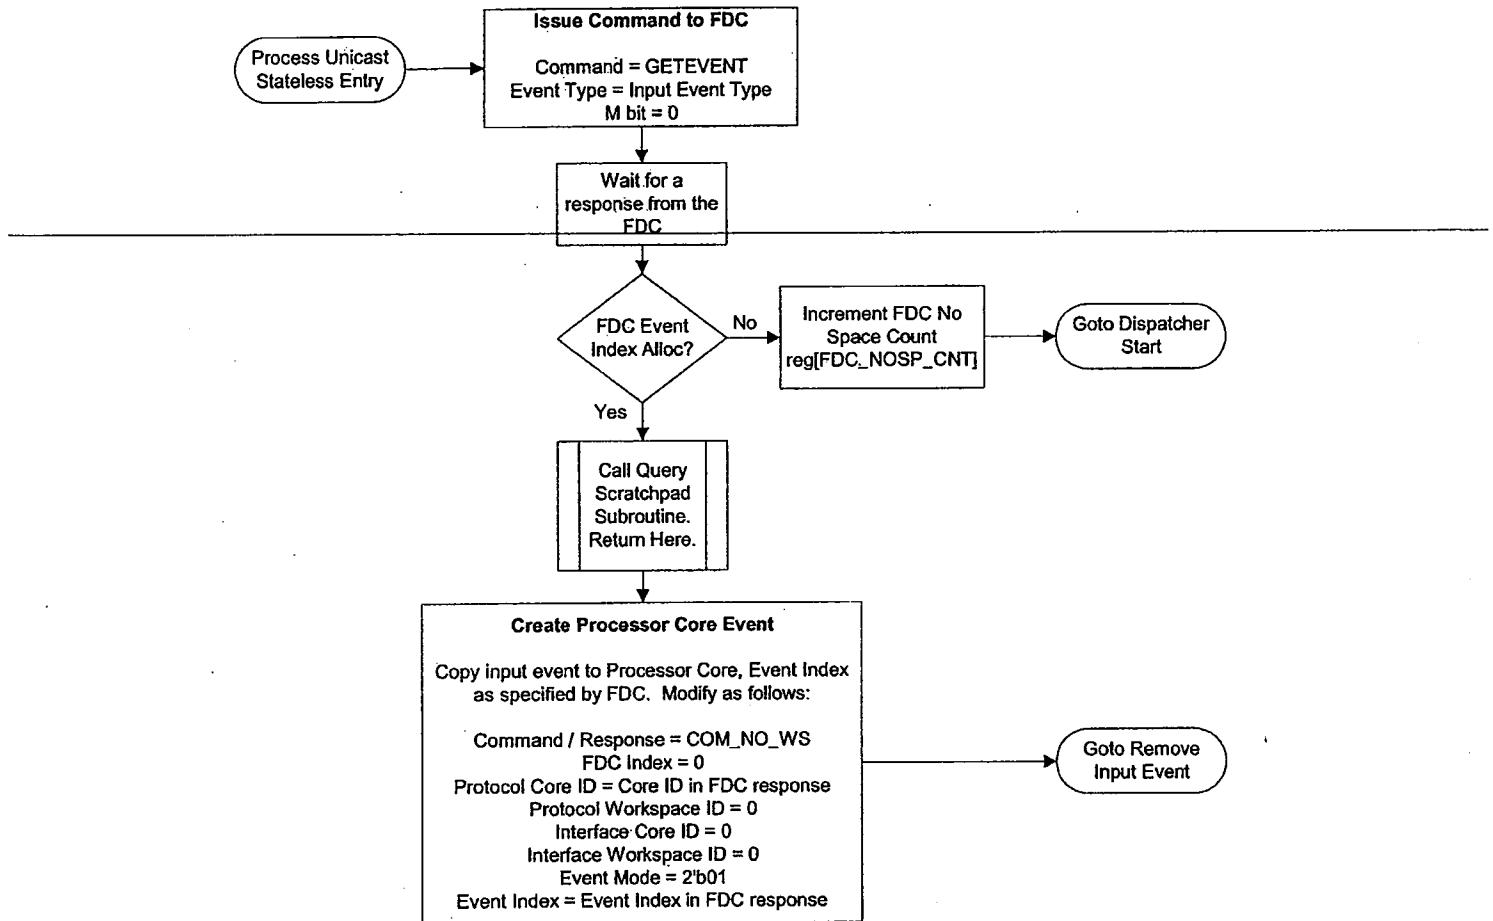 Process Unicast
Stateless Entry
Issue Command to FDC
Command = GETEVENT
Event Type = Input Event Type
M bit = 0
Wait for a
response from the
FDC
FDC Event
Index Alloc?
No
Increment FDC No
Space Count
reg[FDC_NOSP_CNT]
Goto Dispatcher
Start
Yes
Call Query
Scratchpad
Subroutine.
Return Here.
Create Processor Core Event
Copy input event to Processor Core, Event Index
as specified by FDC. Modify as follows:
Command / Response = COM_NO_WS
FDC Index = 0
Protocol Core ID = Core ID in FDC response
Protocol Workspace ID = 0
Interface Core ID = 0
Interface Workspace ID = 0
Event Mode = 2'b01
Event Index = Event Index in FDC response
Goto Remove
Input Event